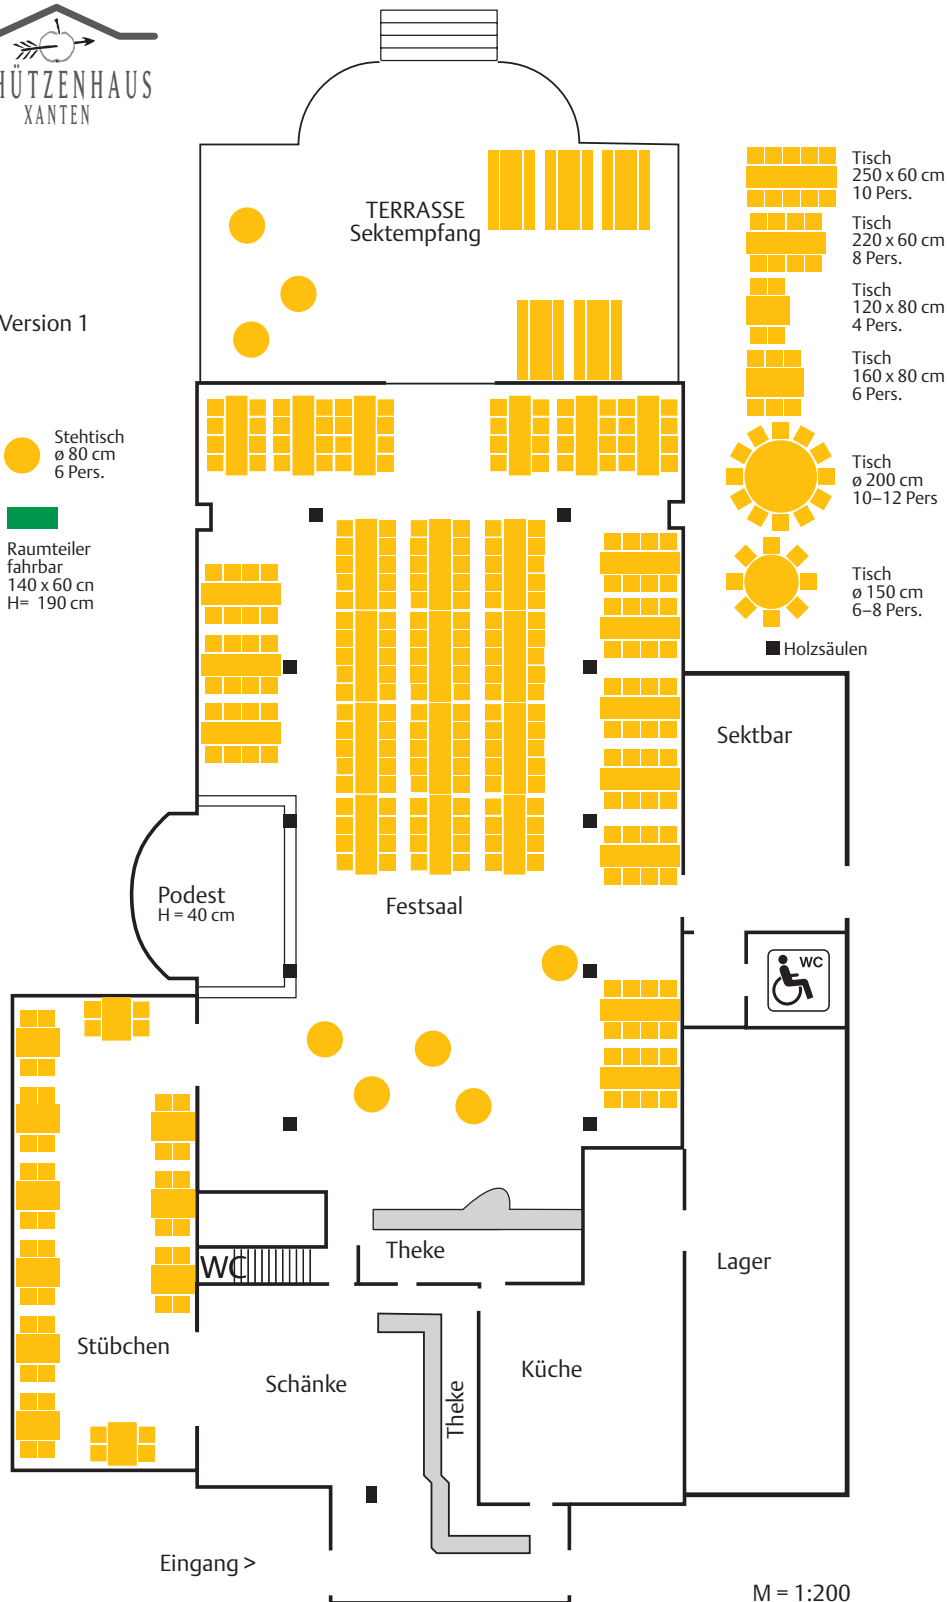 HÜTZENHAUS
XANTEN
TERRASSE
Sektempfang
Version 1
Stehtisch
ø 80 cm
6 Pers.
Raumteiler
fahrbar
140 x 60 cn
H= 190 cm
Tisch
250 x 60 cm
10 Pers.
Tisch
220 x 60 cm
8 Pers.
Tisch
120 x 80 cm
4 Pers.
Tisch
160 x 80 cm
6 Pers.
Tisch
ø 200 cm
10–12 Pers
Tisch
ø 150 cm
6–8 Pers.
Holzsäulen
Sektbar
Podest
H = 40 cm
Festsaal
WC
Theke
WC
Lager
Stübchen
Schänke
Theke
Küche
Eingang >
M = 1:200